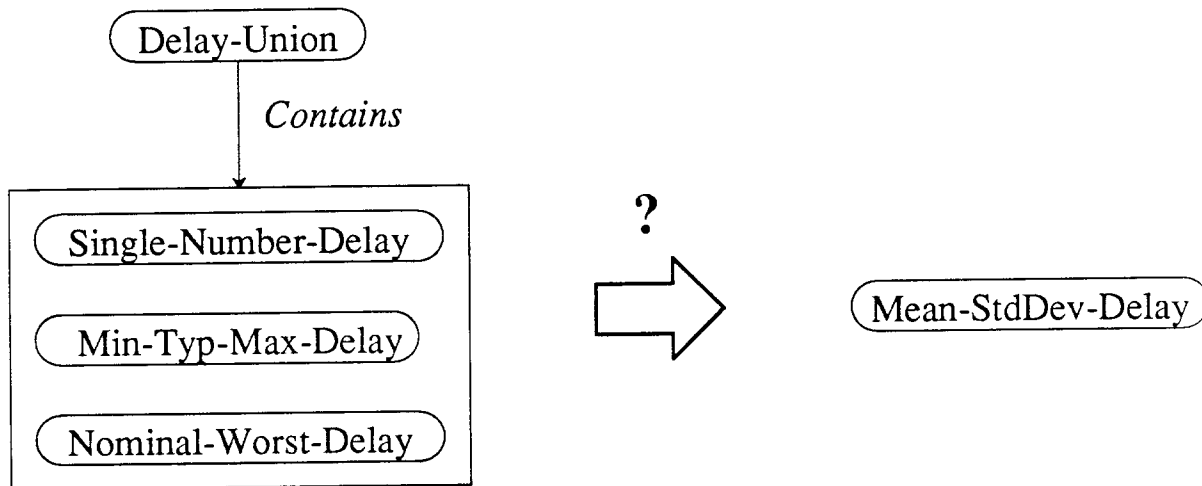 Delay-Union
Contains
Single-Number-Delay
Min-Typ-Max-Delay
Nominal-Worst-Delay
?
Mean-StdDev-Delay